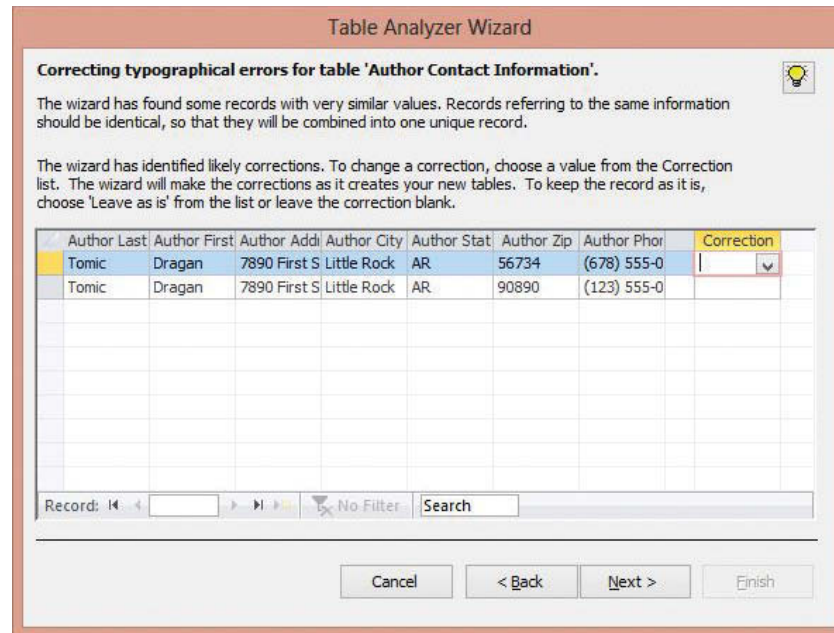 Table Analyzer Wizard
Correcting typographical errors for table 'Author Contact Information'.
The wizard has found some records with very similar values. Records referring to the same information
should be identical, so that they will be combined into one unique record.
The wizard has identified likely corrections. To change a correction, choose a value from the Correction
list. The wizard will make the corrections as it creates your new tables. To keep the record as it is,
choose 'Leave as is' from the list or leave the correction blank.
Author Last Author First Author Addr Author City Author Stat Author Zip Author Phor Correction
Tomic Dragan 7890 First S Little Rock AR 56734 (678) 555-0
Tomic Dragan 7890 First S Little Rock AR 90890 (123) 555-0
Record: No Filter Search
Cancel < Back Next > Finish